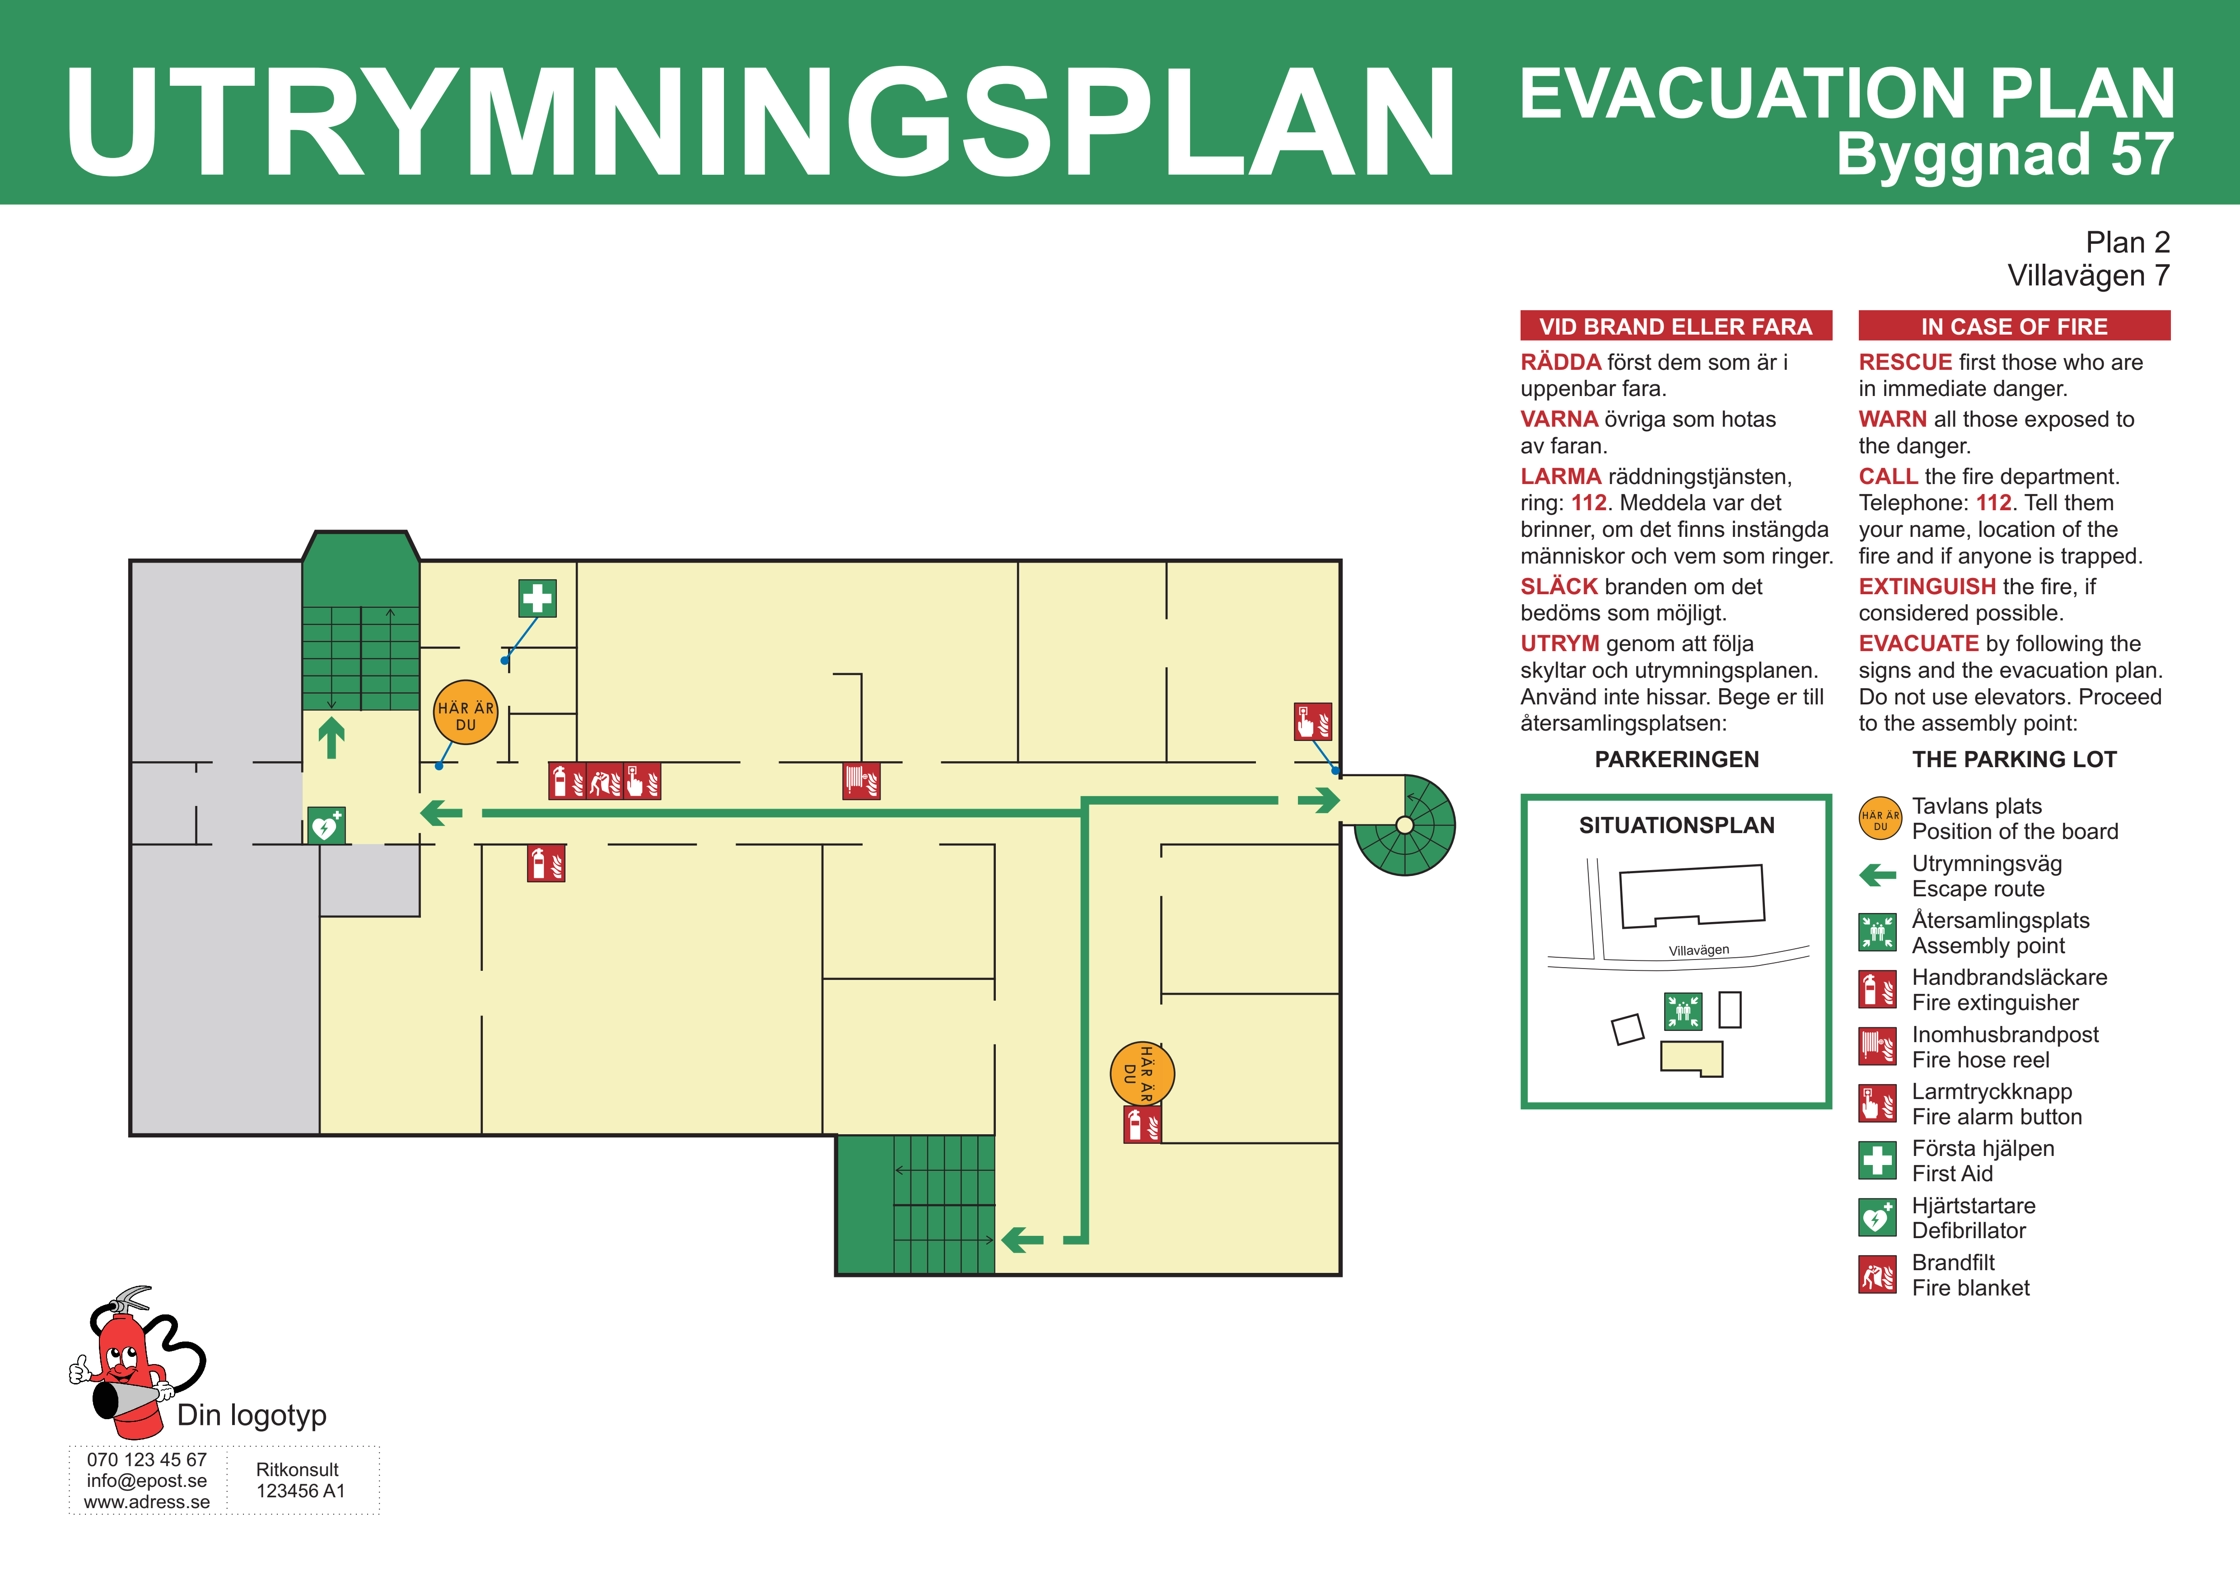 UTRYMNINGSPLAN
EVACUATION PLAN
Byggnad 57
Plan 2
Villavägen 7
VID BRAND ELLER FARA
RÄDDA först dem som är i
uppenbar fara.
VARNA övriga som hotas
av faran.
LARMA räddningstjänsten,
ring: 112. Meddela var det
brinner, om det finns instängda
människor och vem som ringer.
SLÄCK branden om det
bedöms som möjligt.
UTRYM genom att följa
skyltar och utrymningsplanen.
Använd inte hissar. Bege er till
återsamlingsplatsen:
PARKERINGEN
IN CASE OF FIRE
RESCUE first those who are
in immediate danger.
WARN all those exposed to
the danger.
CALL the fire department.
Telephone: 112. Tell them
your name, location of the
fire and if anyone is trapped.
EXTINGUISH the fire, if
considered possible.
EVACUATE by following the
signs and the evacuation plan.
Do not use elevators. Proceed
to the assembly point:
THE PARKING LOT
SITUATIONSPLAN
Villavägen
HÄR ÄR
DU
Tavlans plats
Position of the board
Utrymningsväg
Escape route
Återsamlingsplats
Assembly point
Handbrandsläckare
Fire extinguisher
Inomhusbrandpost
Fire hose reel
Larmtryckknapp
Fire alarm button
Första hjälpen
First Aid
Hjärtstartare
Defibrillator
Brandfilt
Fire blanket
HÄR ÄR
DU
HÄR ÄR
DU
Din logotyp
070 123 45 67
info@epost.se
www.adress.se
Ritkonsult
123456 A1